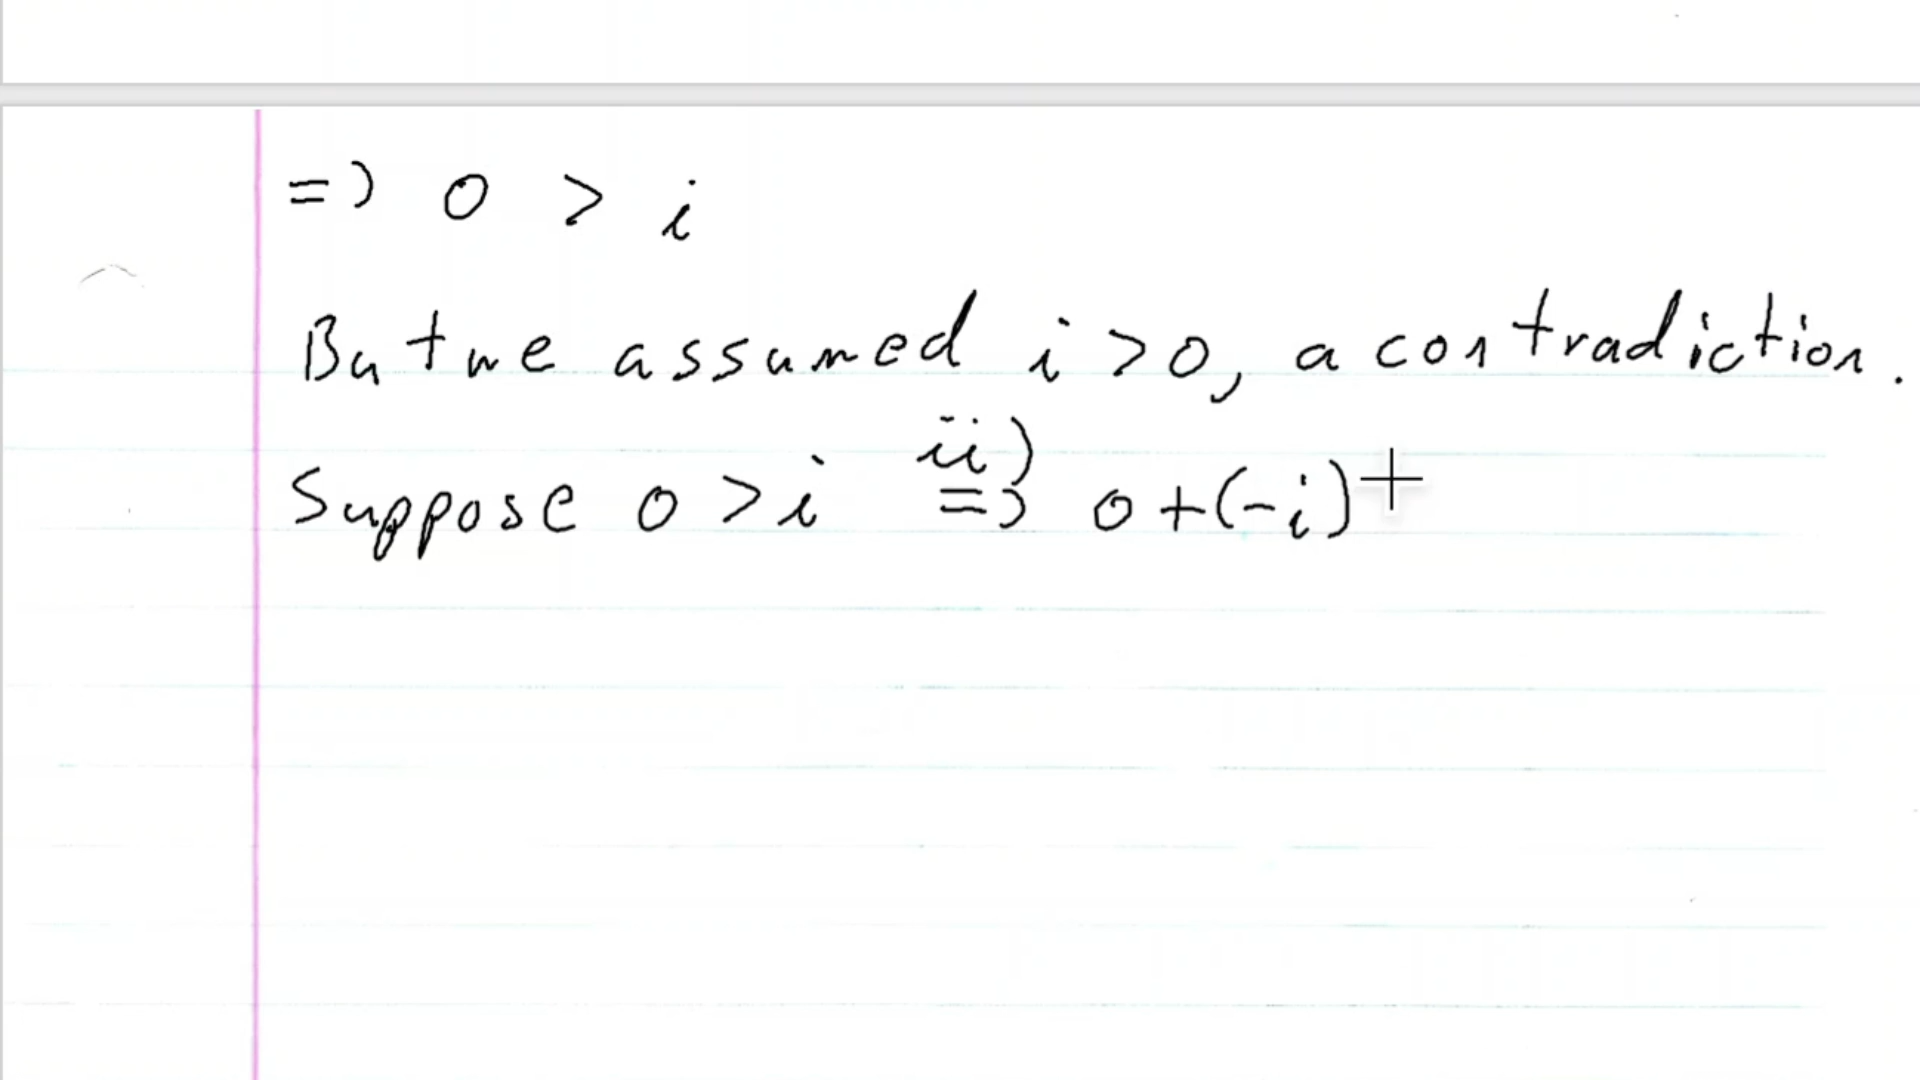 => 0 > i
But we assumed i > 0, a contradiction.
ii)
Suppose 0 > i => 0 + (-i)